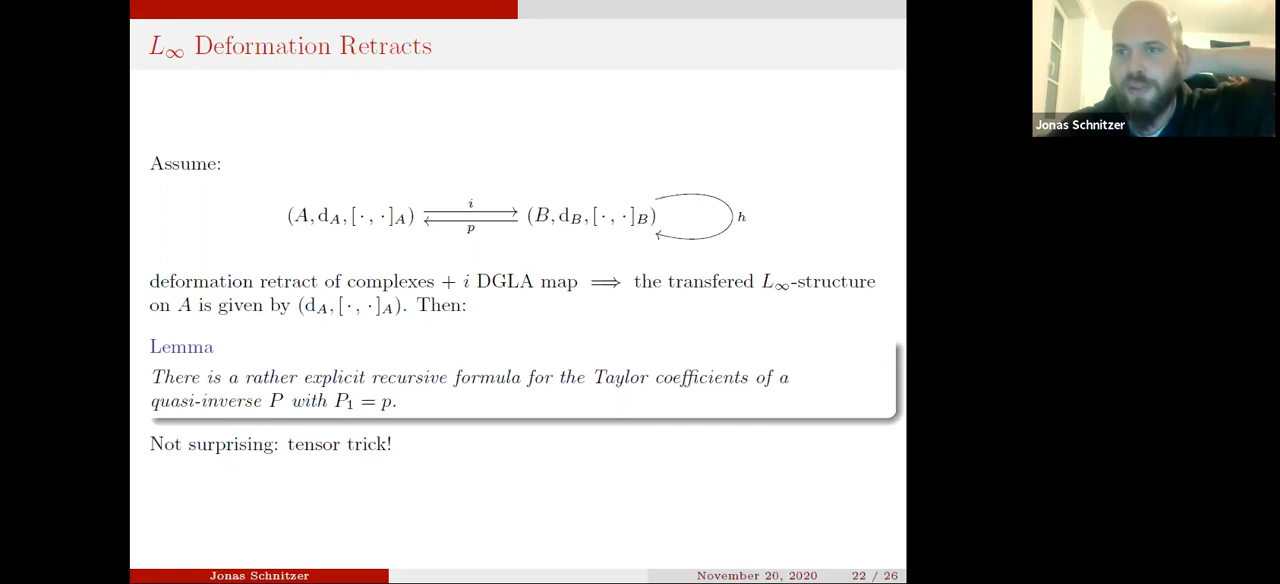 L∞ Deformation Retracts
Jonas Schnitzer
Assume:
(A, d_A, [·, ·]_A) i p (B, d_B, [·, ·]_B) h
deformation retract of complexes + i DGLA map ⟹ the transfered L∞-structure
on A is given by (d_A, [·, ·]_A). Then:
Lemma
There is a rather explicit recursive formula for the Taylor coefficients of a
quasi-inverse P with P₁ = p.
Not surprising: tensor trick!
Jonas Schnitzer November 20, 2020 22 / 26